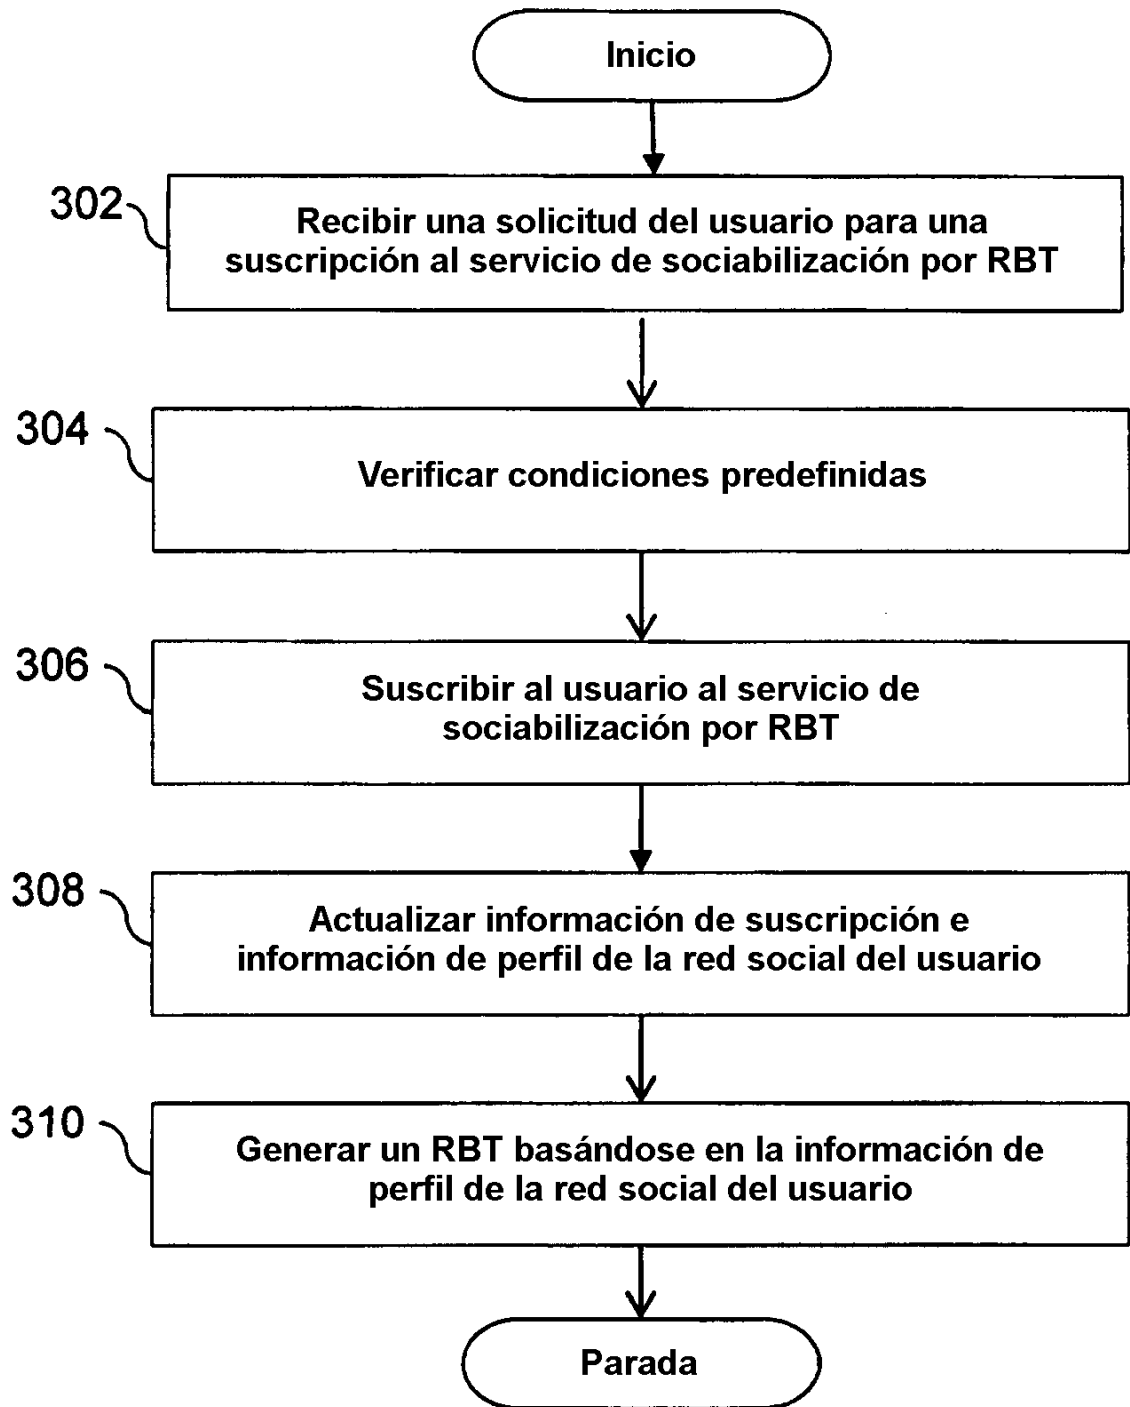 Inicio
302
Recibir una solicitud del usuario para una
suscripción al servicio de sociabilización por RBT
304
Verificar condiciones predefinidas
306
Suscribir al usuario al servicio de
sociabilización por RBT
308
Actualizar información de suscripción e
información de perfil de la red social del usuario
310
Generar un RBT basándose en la información de
perfil de la red social del usuario
Parada